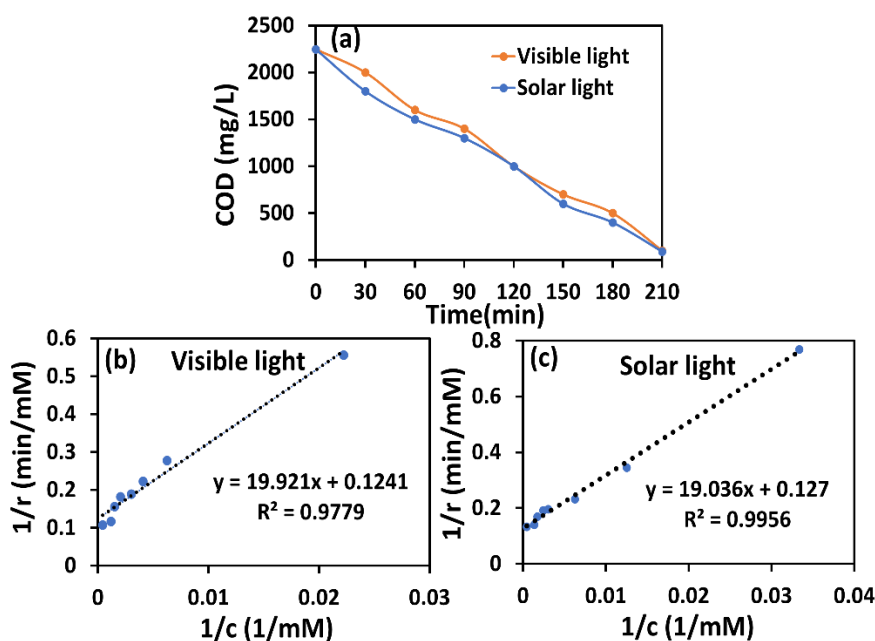 (a)
Visible light
Solar light
COD (mg/L)
2500
2000
1500
1000
500
0
0 30 60 90 120 150 180 210
Time(min)
(b) Visible light
1/r (min/mM)
0.6
0.5
0.4
0.3
0.2
0.1
0
y = 19.921x + 0.1241
R² = 0.9779
0 0.01 0.02 0.03
1/c (1/mM)
(c) Solar light
1/r (min/mM)
0.8
0.6
0.4
0.2
0
y = 19.036x + 0.127
R² = 0.9956
0 0.01 0.02 0.03 0.04
1/c (1/mM)